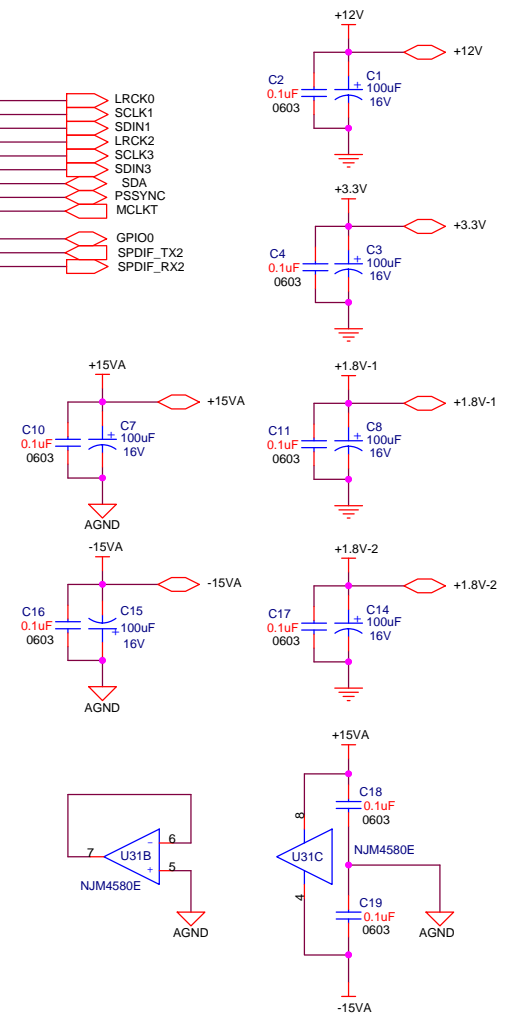 +12V
+12V
C2
0.1uF
0603
C1
100uF
16V
LRCK0
SCLK1
SDIN1
LRCK2
SCLK3
SDIN3
SDA
PSSYNC
MCLKT
GPIO0
SPDIF_TX2
SPDIF_RX2
+3.3V
+3.3V
C4
0.1uF
0603
C3
100uF
16V
+15VA
+15VA
C10
0.1uF
0603
C7
100uF
16V
AGND
+1.8V-1
+1.8V-1
C11
0.1uF
0603
C8
100uF
16V
-15VA
-15VA
C16
0.1uF
0603
C15
100uF
16V
AGND
+1.8V-2
+1.8V-2
C17
0.1uF
0603
C14
100uF
16V
7
U31B
6
5
NJM4580E
AGND
+15VA
8
C18
0.1uF
0603
U31C
NJM4580E
4
C19
0.1uF
0603
AGND
-15VA